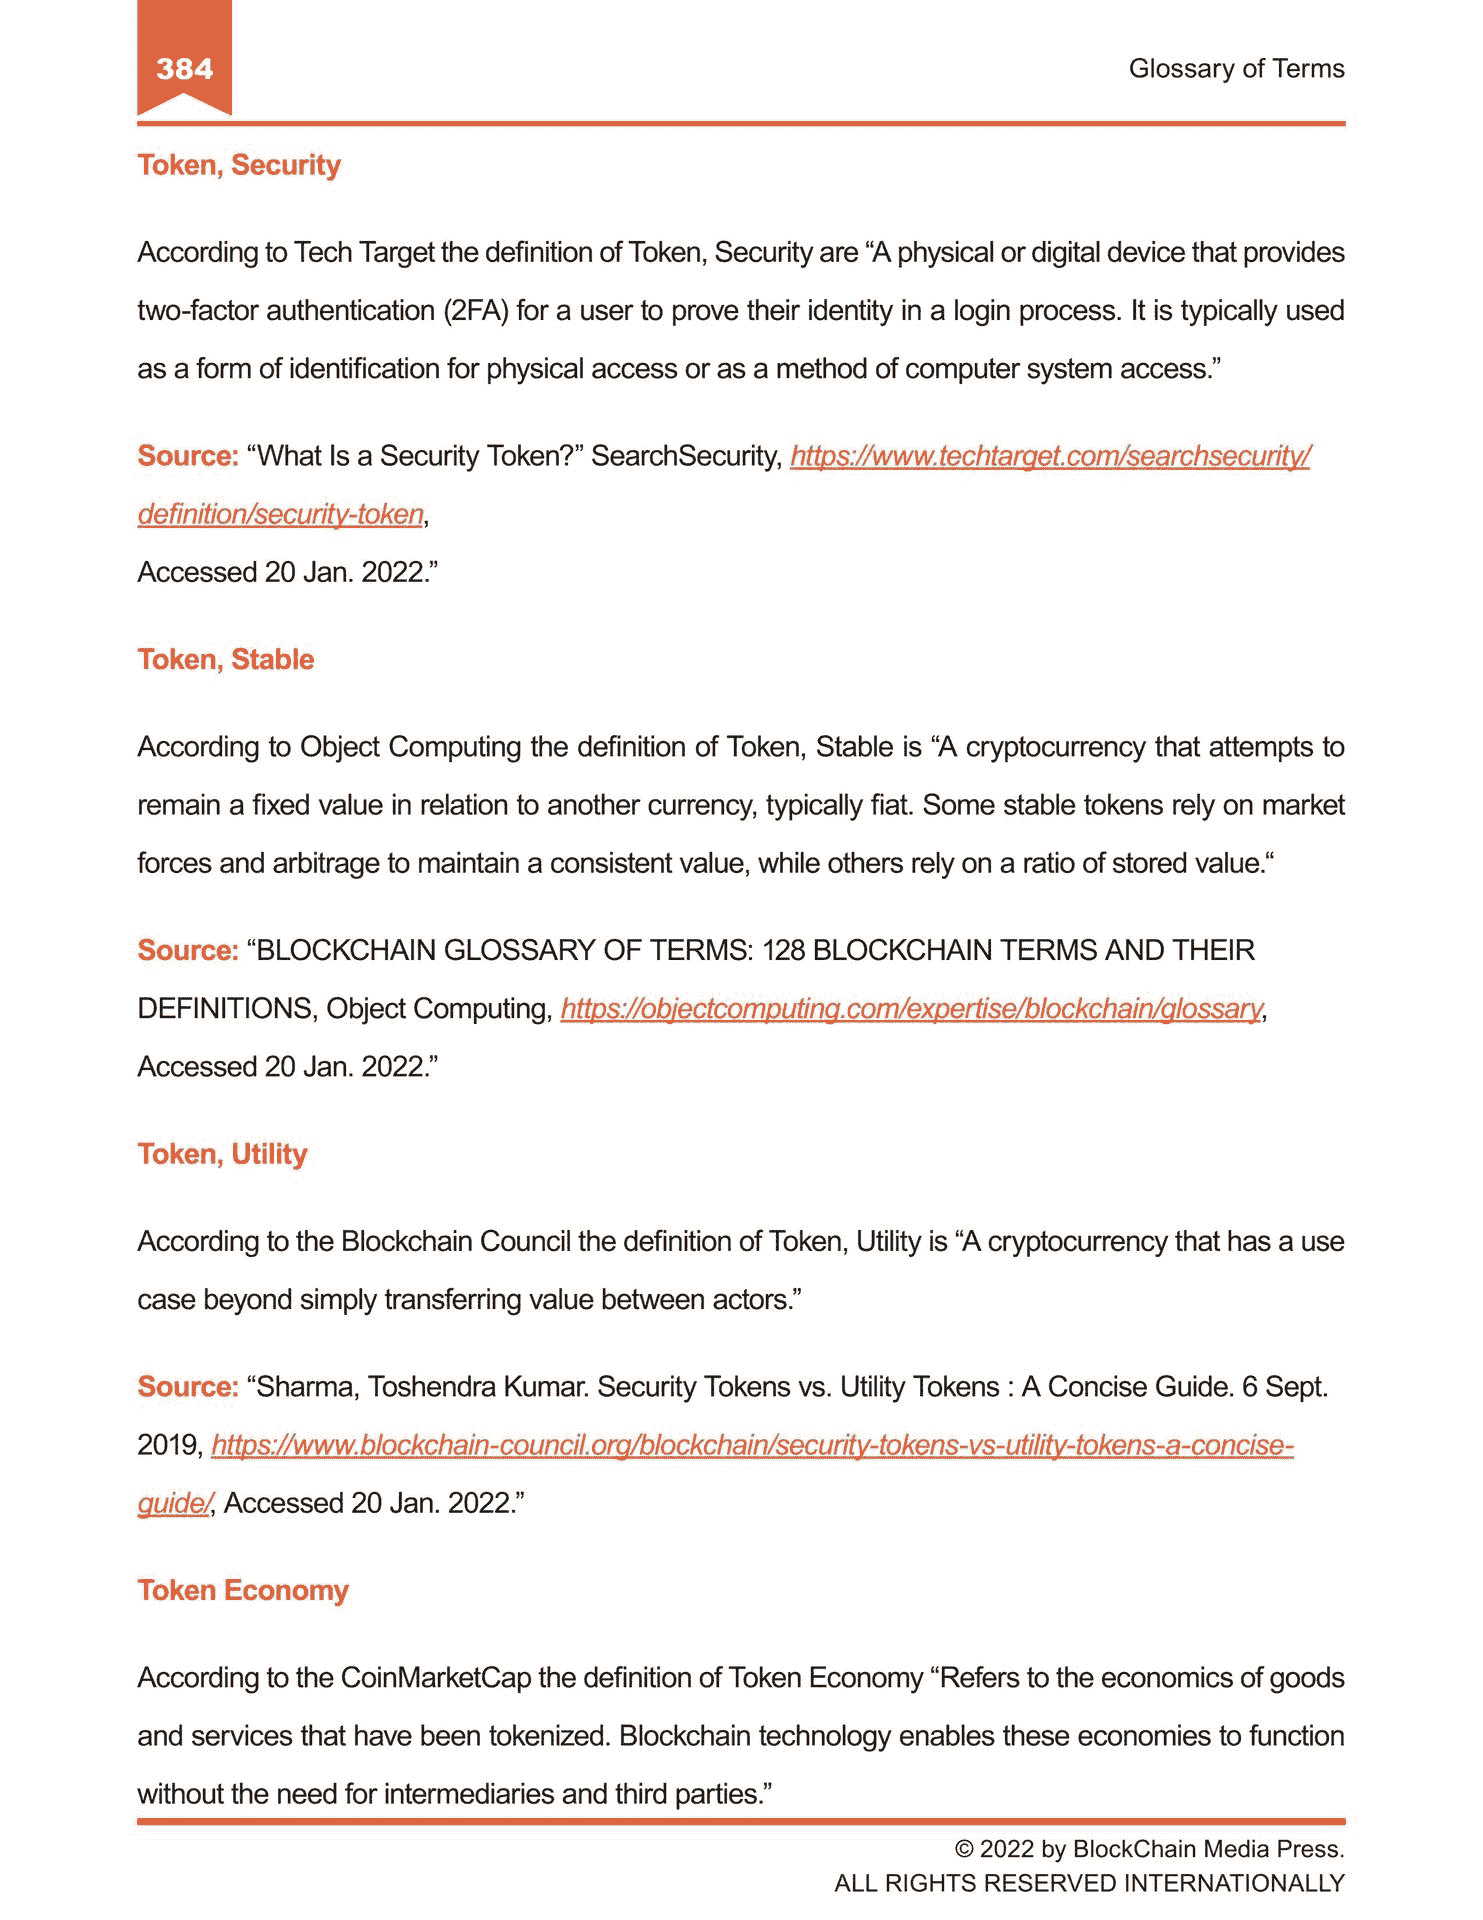 384
Glossary of Terms
Token, Security
According to Tech Target the definition of Token, Security are “A physical or digital device that provides
two-factor authentication (2FA) for a user to prove their identity in a login process. It is typically used
as a form of identification for physical access or as a method of computer system access.”
Source: “What Is a Security Token?” SearchSecurity, https://www.techtarget.com/searchsecurity/
definition/security-token,
Accessed 20 Jan. 2022.”
Token, Stable
According to Object Computing the definition of Token, Stable is “A cryptocurrency that attempts to
remain a fixed value in relation to another currency, typically fiat. Some stable tokens rely on market
forces and arbitrage to maintain a consistent value, while others rely on a ratio of stored value.“
Source: “BLOCKCHAIN GLOSSARY OF TERMS: 128 BLOCKCHAIN TERMS AND THEIR
DEFINITIONS, Object Computing, https://objectcomputing.com/expertise/blockchain/glossary,
Accessed 20 Jan. 2022.”
Token, Utility
According to the Blockchain Council the definition of Token, Utility is “A cryptocurrency that has a use
case beyond simply transferring value between actors.”
Source: “Sharma, Toshendra Kumar. Security Tokens vs. Utility Tokens : A Concise Guide. 6 Sept.
2019, https://www.blockchain-council.org/blockchain/security-tokens-vs-utility-tokens-a-concise-
guide/, Accessed 20 Jan. 2022.”
Token Economy
According to the CoinMarketCap the definition of Token Economy “Refers to the economics of goods
and services that have been tokenized. Blockchain technology enables these economies to function
without the need for intermediaries and third parties.”
© 2022 by BlockChain Media Press.
ALL RIGHTS RESERVED INTERNATIONALLY